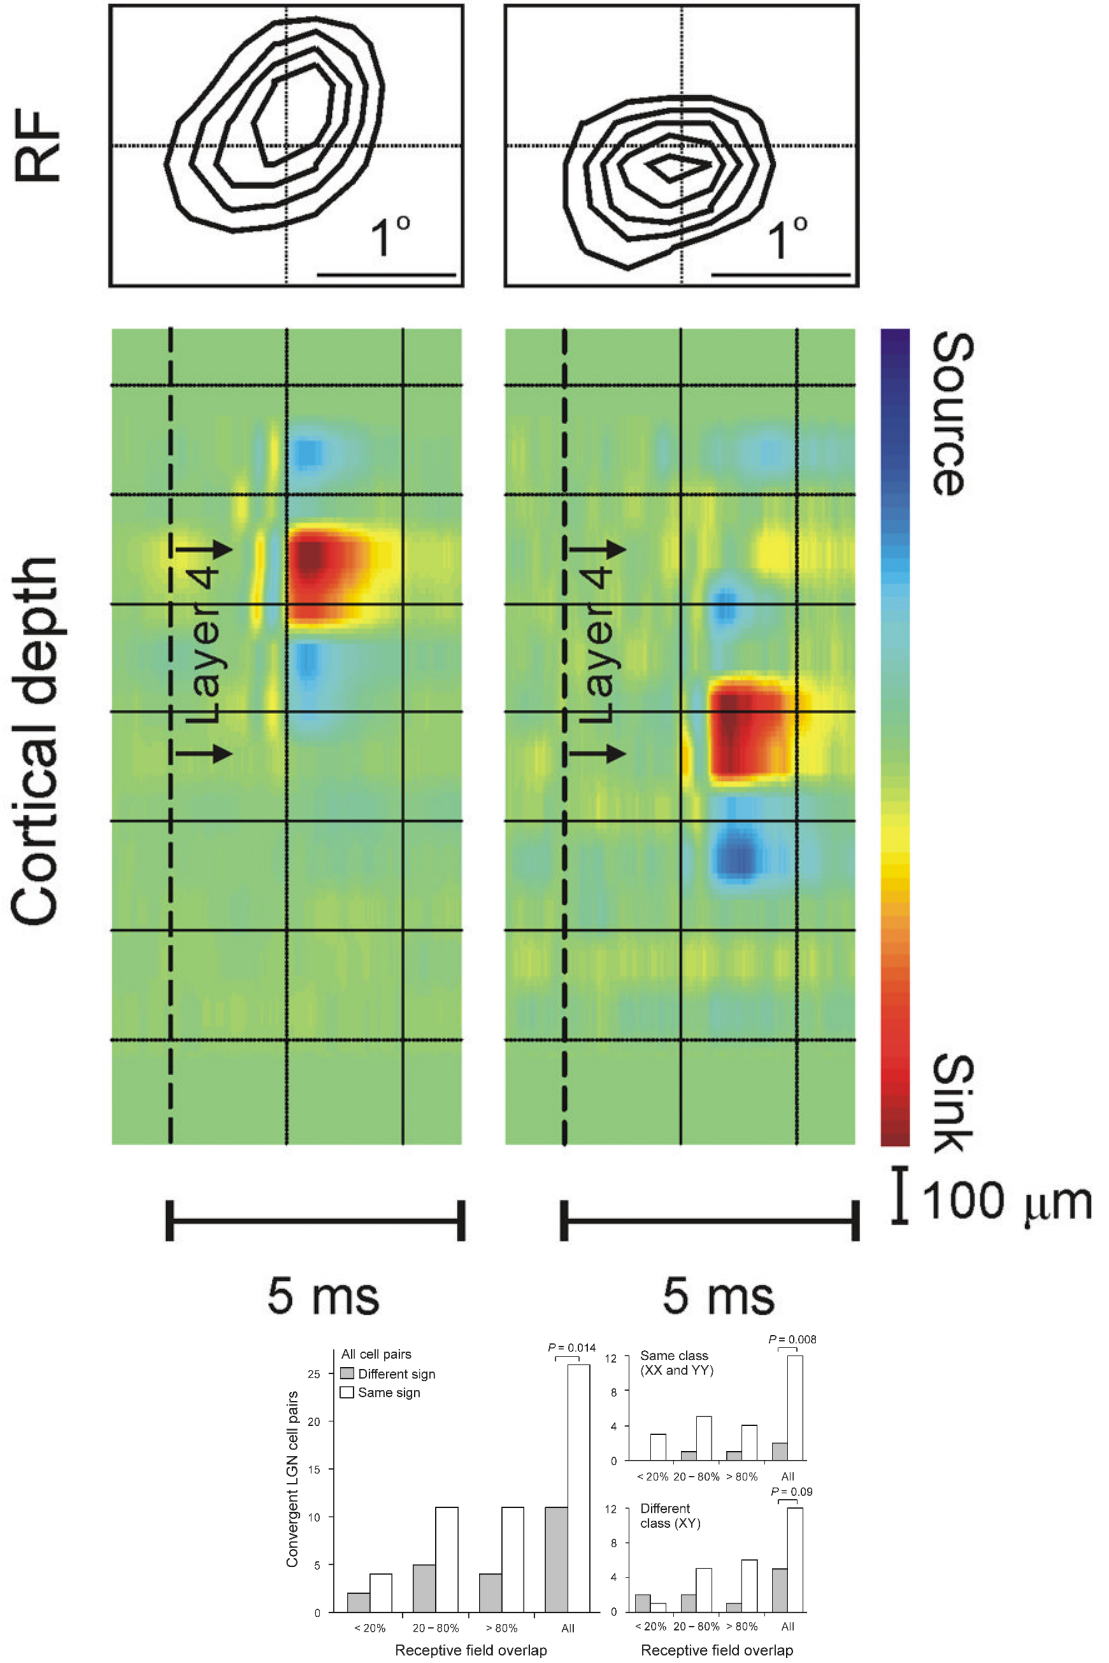 RF
1°
1°
Cortical depth
Layer 4
Layer 4
Source
Sink
100 μm
5 ms
5 ms
All cell pairs
Different sign
Same sign
P = 0.014
Convergent LGN cell pairs
25
20
15
10
5
0
< 20%
20 – 80%
> 80%
All
Receptive field overlap
Same class
(XX and YY)
P = 0.008
12
8
4
0
< 20%
20 – 80%
> 80%
All
Different
class (XY)
P = 0.09
12
8
4
0
< 20%
20 – 80%
> 80%
All
Receptive field overlap